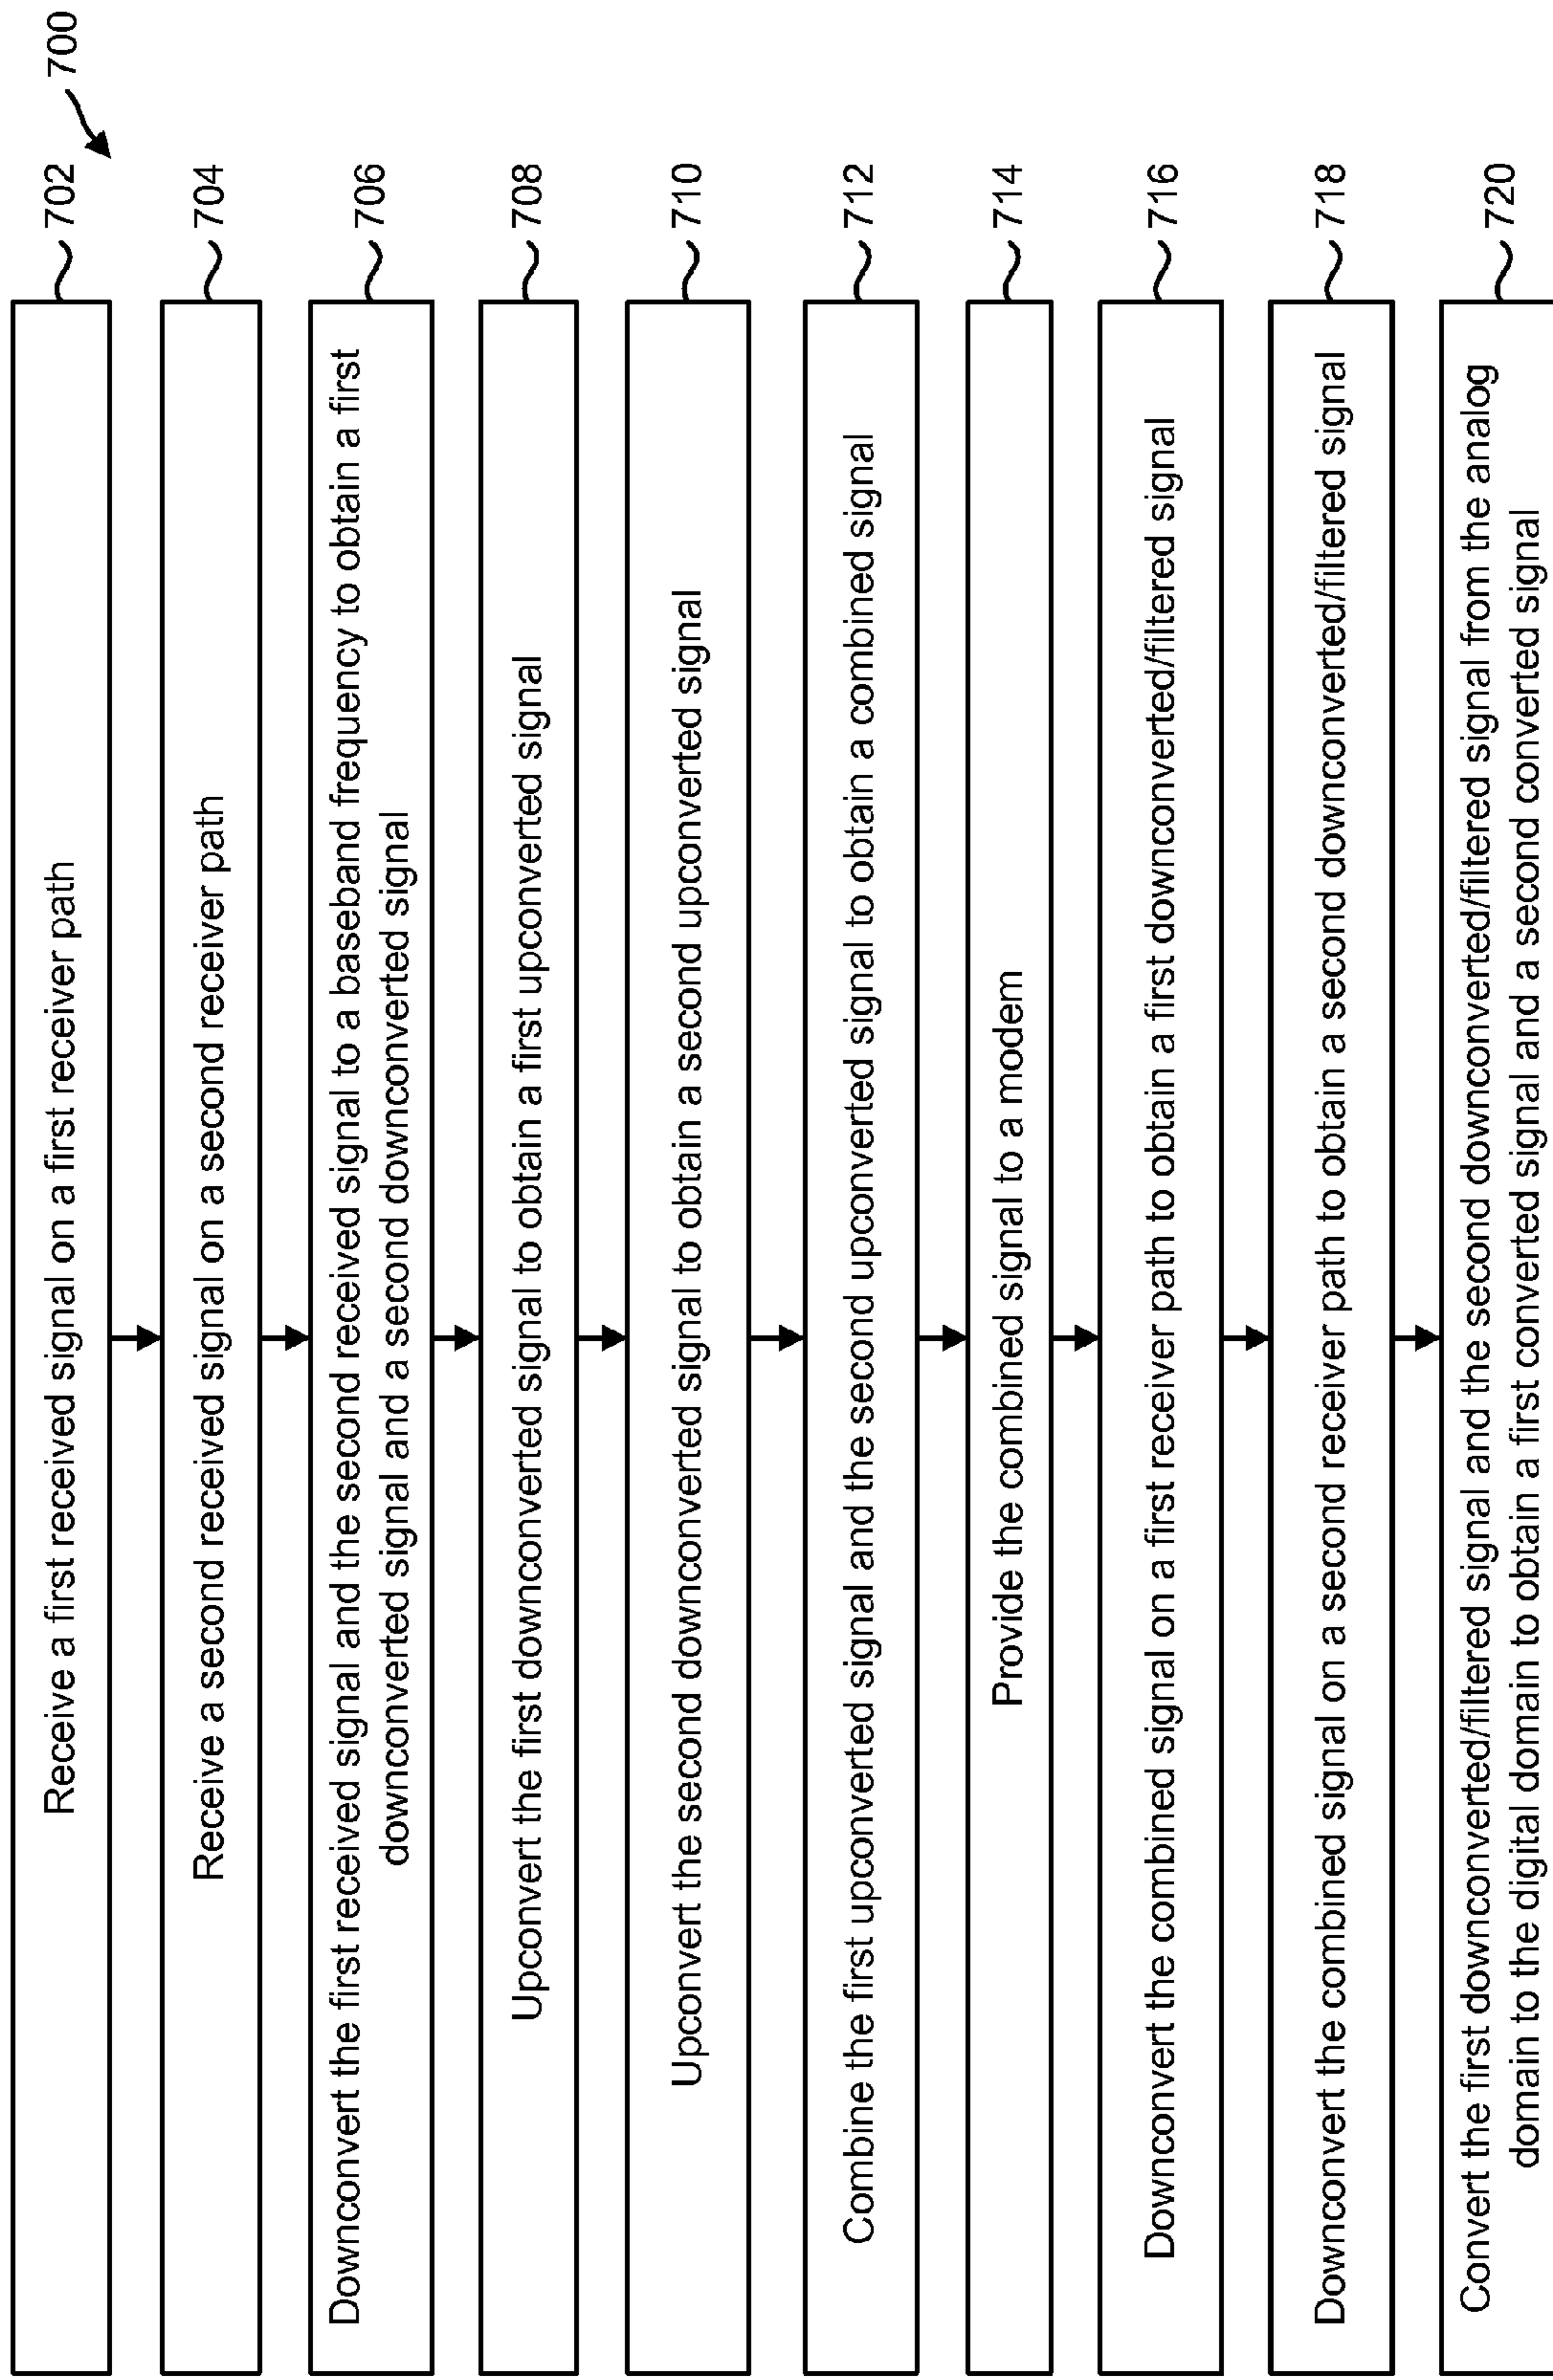 700
Receive a first received signal on a first receiver path
702
Receive a second received signal on a second receiver path
704
Downconvert the first received signal and the second received signal to a baseband frequency to obtain a first
downconverted signal and a second downconverted signal
706
Upconvert the first downconverted signal to obtain a first upconverted signal
708
Upconvert the second downconverted signal to obtain a second upconverted signal
710
Combine the first upconverted signal and the second upconverted signal to obtain a combined signal
712
Provide the combined signal to a modem
714
Downconvert the combined signal on a first receiver path to obtain a first downconverted/filtered signal
716
Downconvert the combined signal on a second receiver path to obtain a second downconverted/filtered signal
718
Convert the first downconverted/filtered signal and the second downconverted/filtered signal from the analog
domain to the digital domain to obtain a first converted signal and a second converted signal
720